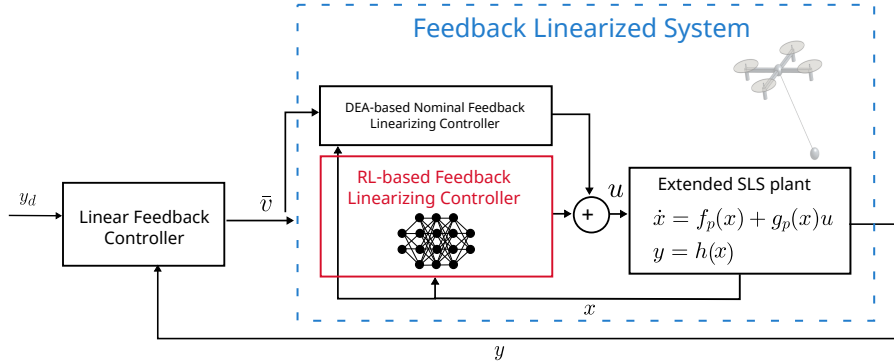 Feedback Linearized System
DEA-based Nominal Feedback
Linearizing Controller
RL-based Feedback
Linearizing Controller
y_d
Linear Feedback
Controller
v̄
+
u
Extended SLS plant
ẋ = f_p(x) + g_p(x)u
y = h(x)
x
y